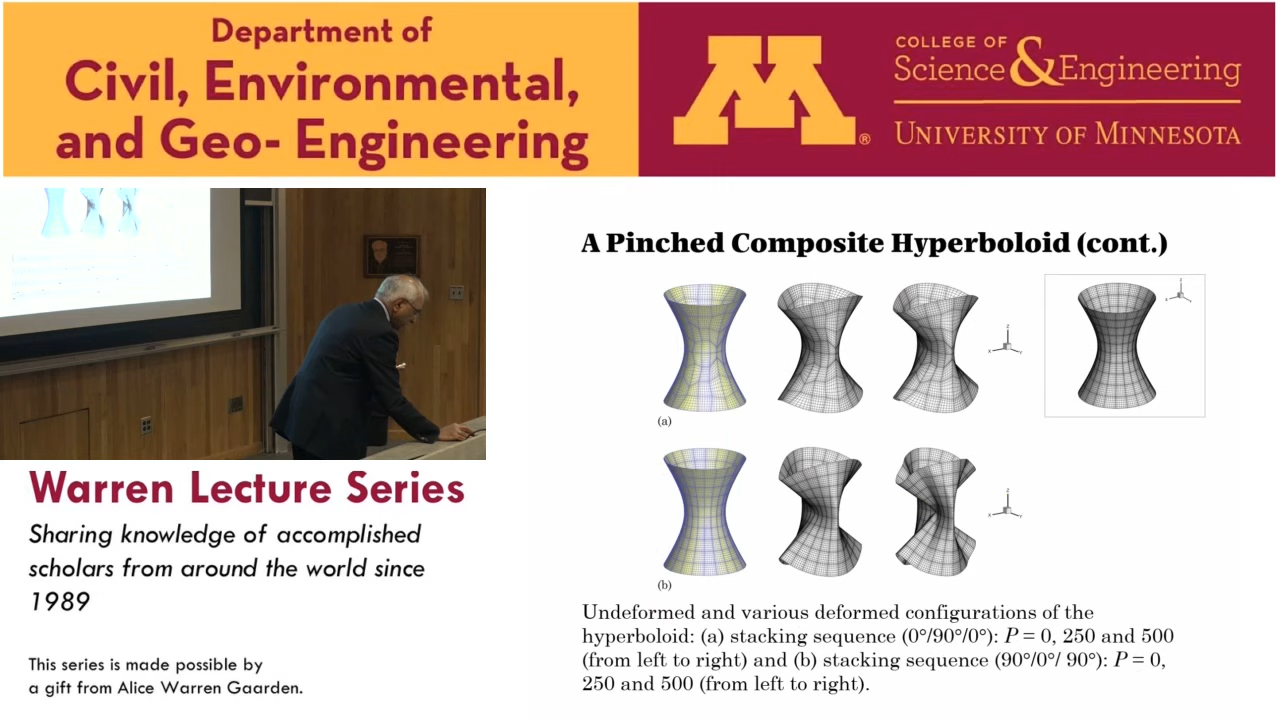 Department of
Civil, Environmental,
and Geo- Engineering
M®
COLLEGE OF
Science & Engineering
UNIVERSITY OF MINNESOTA
Warren Lecture Series
Sharing knowledge of accomplished
scholars from around the world since
1989
This series is made possible by
a gift from Alice Warren Gaarden.
A Pinched Composite Hyperboloid (cont.)
(a)
(b)
Undeformed and various deformed configurations of the
hyperboloid: (a) stacking sequence (0°/90°/0°): P = 0, 250 and 500
(from left to right) and (b) stacking sequence (90°/0°/ 90°): P = 0,
250 and 500 (from left to right).